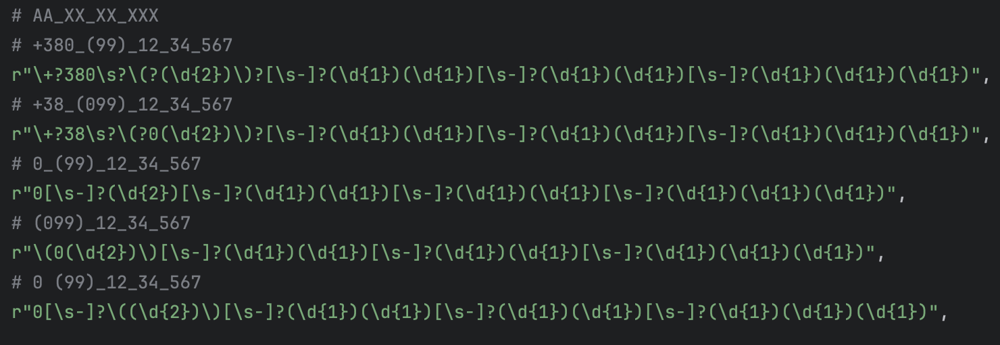 # AA_XX_XX_XXX
# +380_(99)_12_34_567
r"\+?380\s?\(?(\d{2})\)?[\s-]?(\d{1})(\d{1})[\s-]?(\d{1})(\d{1})[\s-]?(\d{1})(\d{1})(\d{1})",
# +38_(099)_12_34_567
r"\+?38\s?\(?0(\d{2})\)?[\s-]?(\d{1})(\d{1})[\s-]?(\d{1})(\d{1})[\s-]?(\d{1})(\d{1})(\d{1})",
# 0_(99)_12_34_567
r"0[\s-]?(\d{2})[\s-]?(\d{1})(\d{1})[\s-]?(\d{1})(\d{1})[\s-]?(\d{1})(\d{1})(\d{1})",
# (099)_12_34_567
r"\(0(\d{2})\)[\s-]?(\d{1})(\d{1})[\s-]?(\d{1})(\d{1})[\s-]?(\d{1})(\d{1})(\d{1})",
# 0 (99)_12_34_567
r"0[\s-]?\((\d{2})\)[\s-]?(\d{1})(\d{1})[\s-]?(\d{1})(\d{1})[\s-]?(\d{1})(\d{1})(\d{1})",